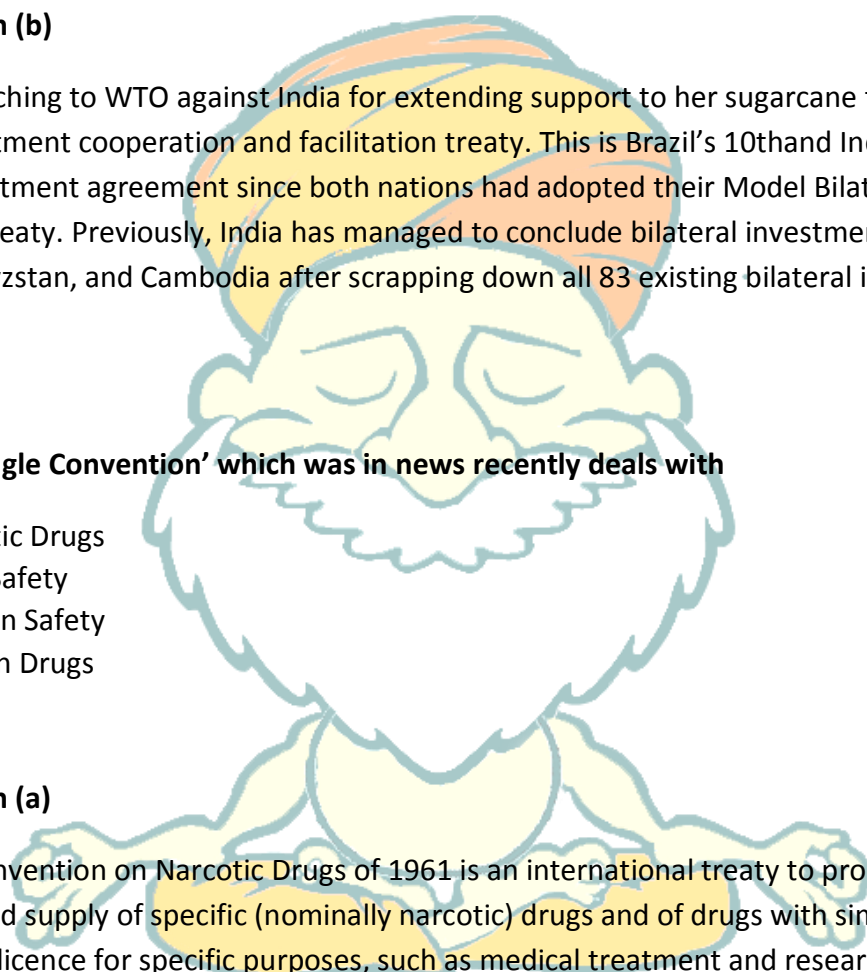 n (b)
ching to WTO against India for extending support to her sugarcane f
tment cooperation and facilitation treaty. This is Brazil’s 10thand Inc
tment agreement since both nations had adopted their Model Bilat
reaty. Previously, India has managed to conclude bilateral investmen
rzstan, and Cambodia after scrapping down all 83 existing bilateral i
gle Convention’ which was in news recently deals with
tic Drugs
Safety
n Safety
n Drugs
n (a)
nvention on Narcotic Drugs of 1961 is an international treaty to pro
d supply of specific (nominally narcotic) drugs and of drugs with sin
licence for specific purposes, such as medical treatment and resear